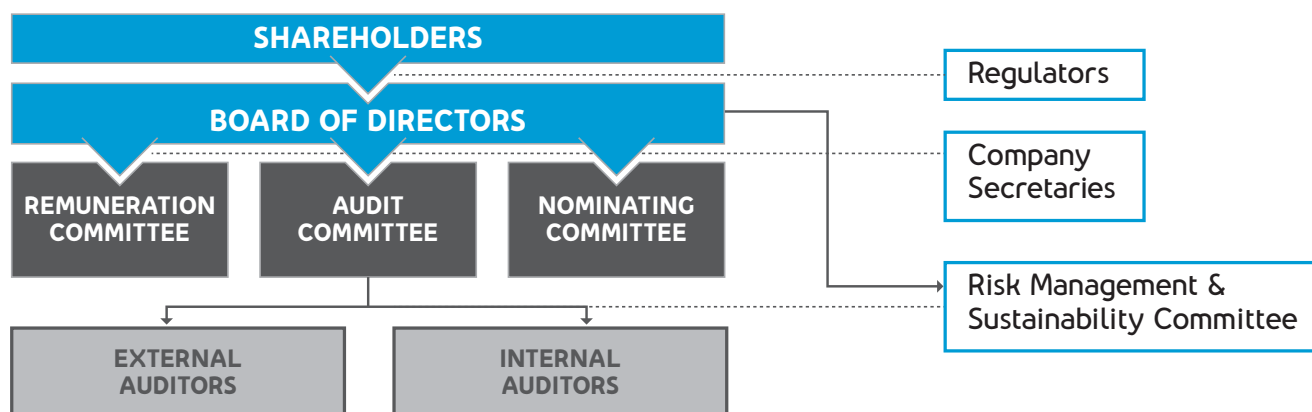 SHAREHOLDERS
Regulators
BOARD OF DIRECTORS
Company
Secretaries
REMUNERATION
COMMITTEE
AUDIT
COMMITTEE
NOMINATING
COMMITTEE
Risk Management &
Sustainability Committee
EXTERNAL
AUDITORS
INTERNAL
AUDITORS